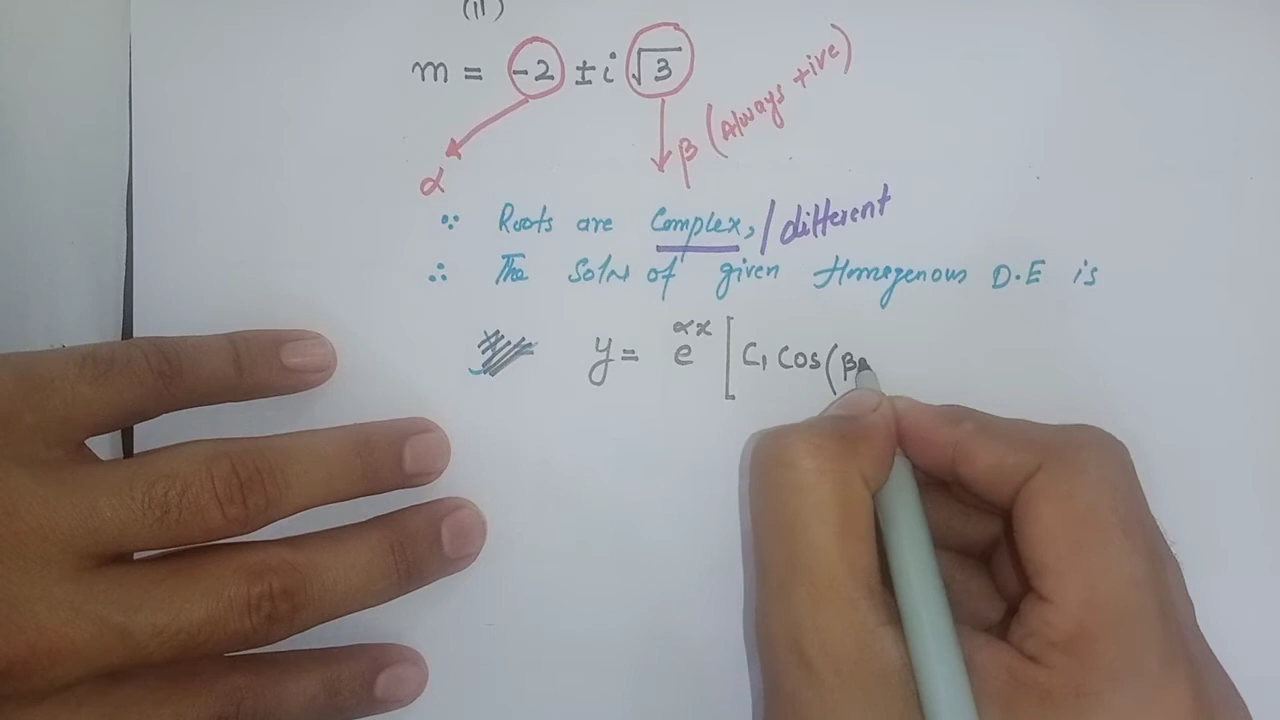 (ii)
m = -2 ± i √3
α
β (Always +ive)
∵ Roots are Complex, / different
∴ The Soln of given Homogenous D.E is
y = e^αx [C₁ Cos(β